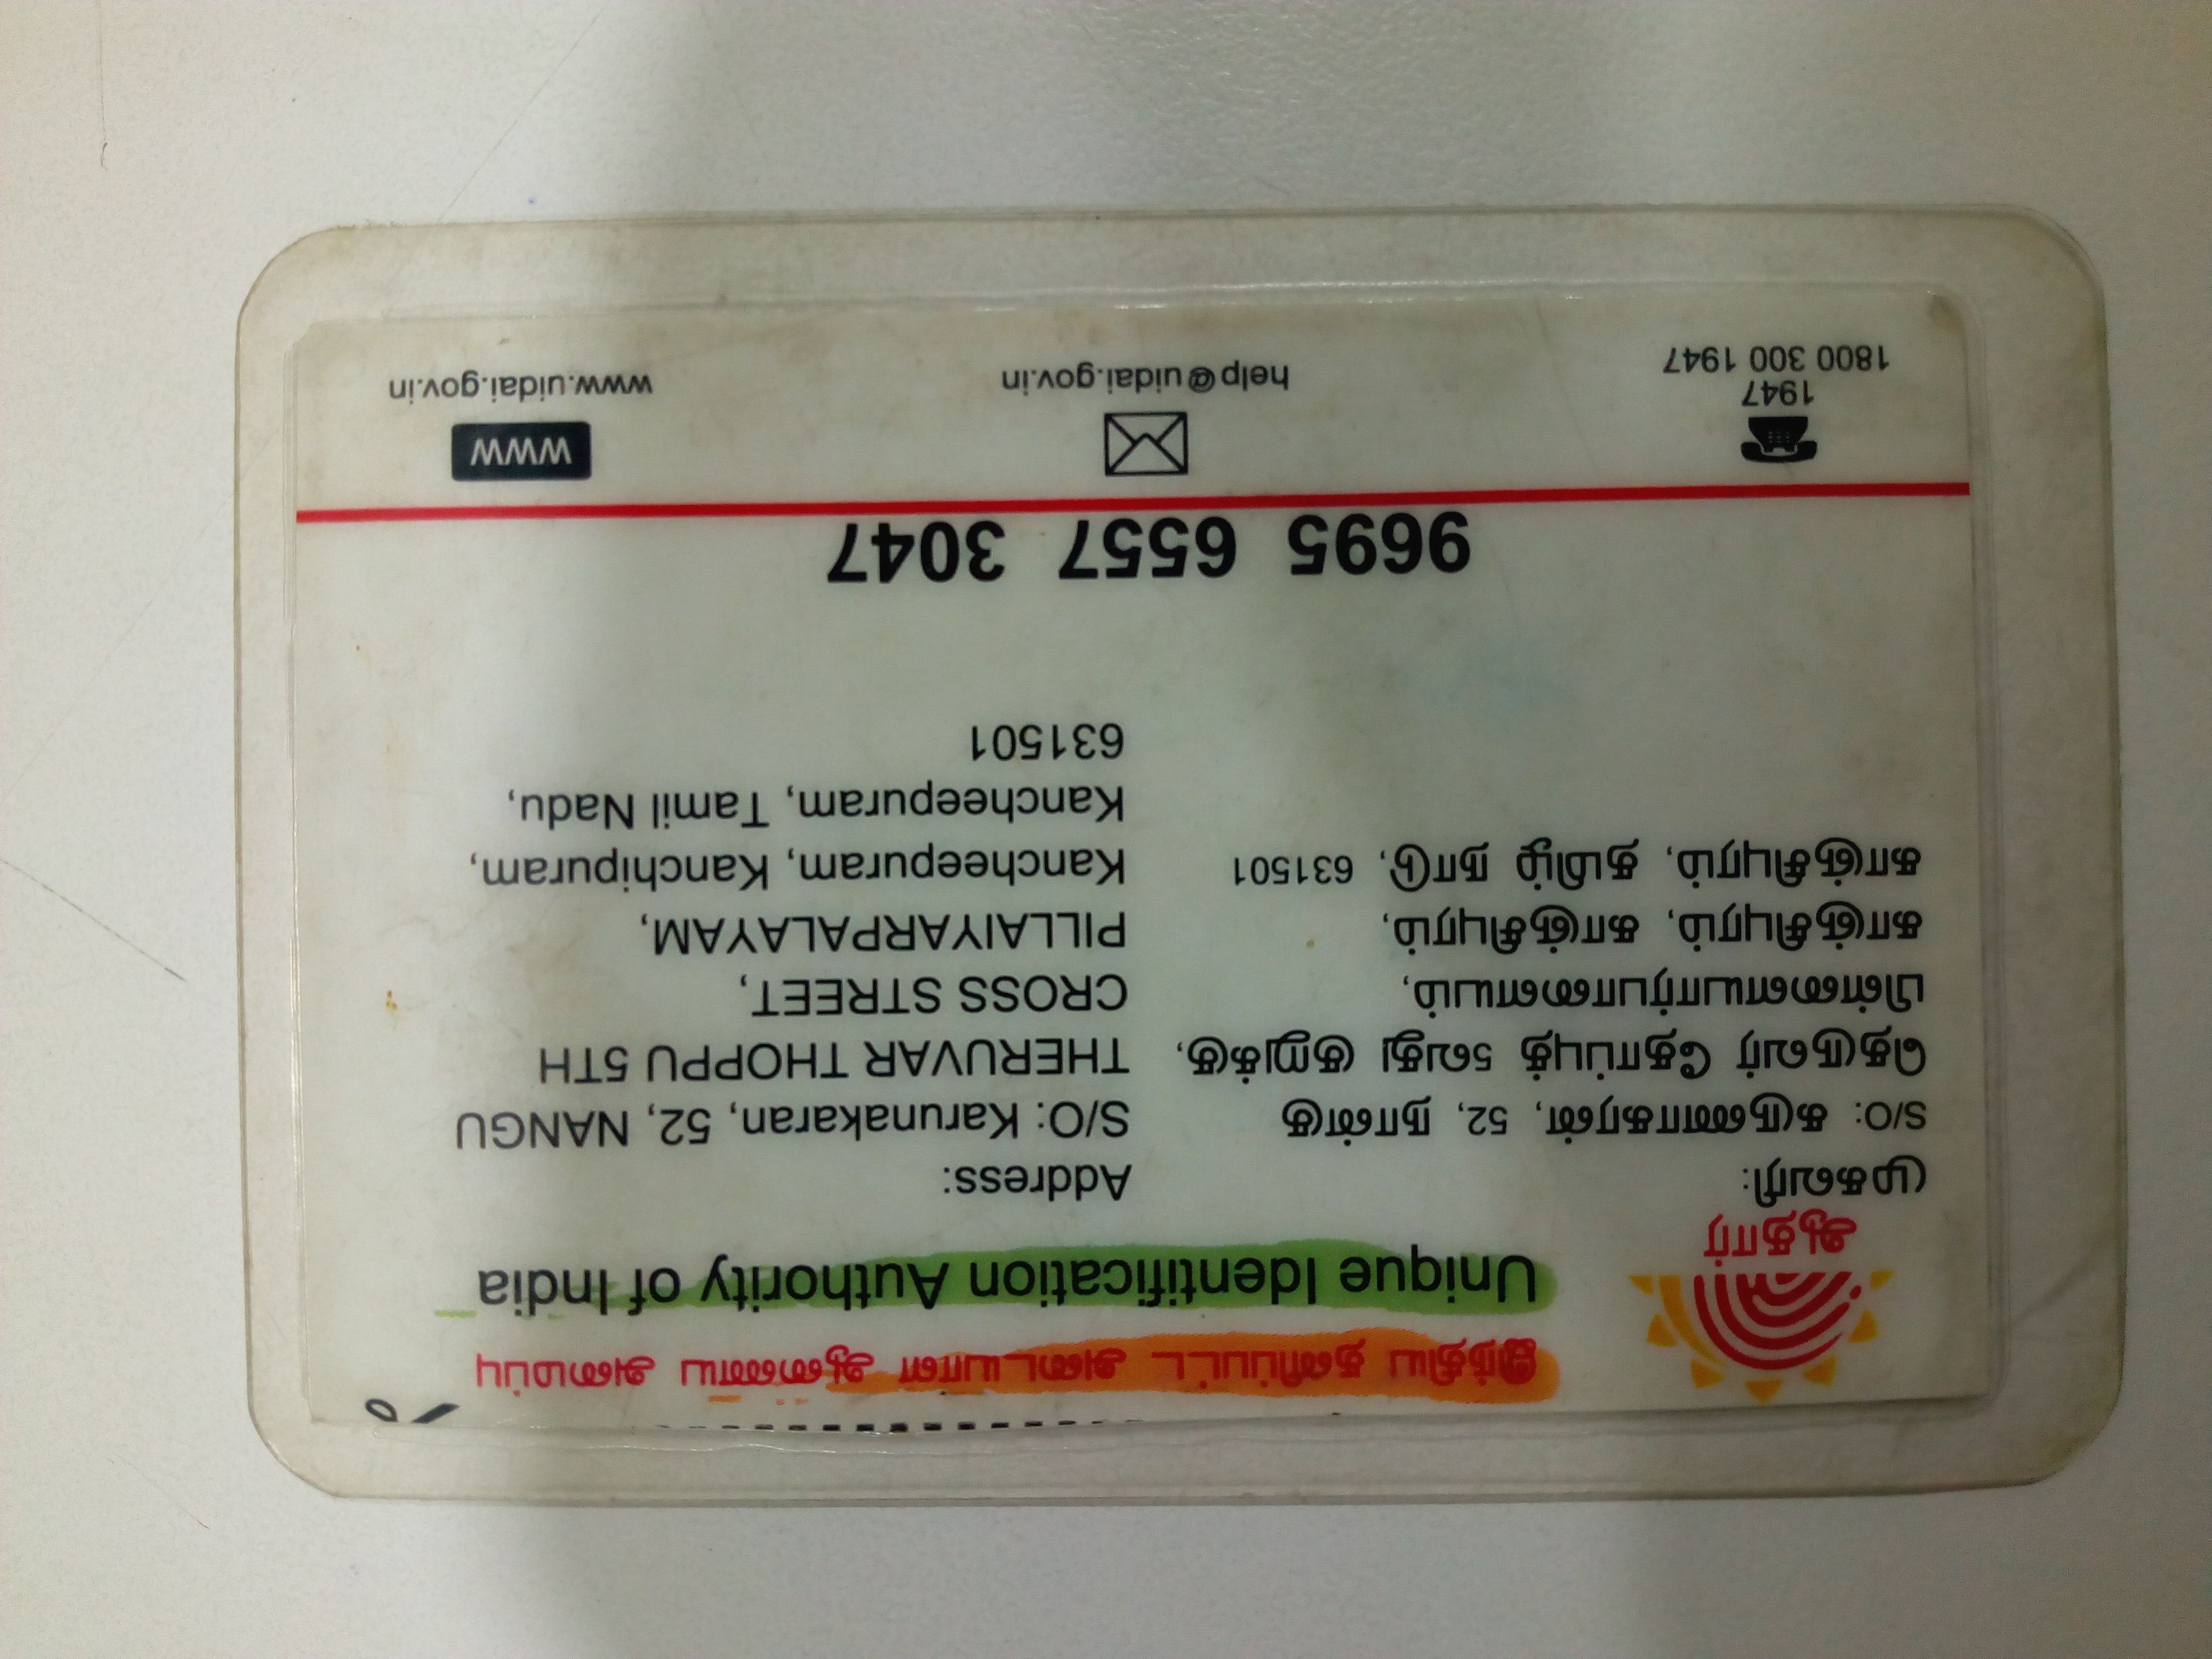 இந்திய தனிப்பட்ட அடையாள ஆணைய அமைப்பு
Unique Identification Authority of India
ஆதார்
முகவரி:
S/O: கருணாகரன், 52, நான்கு
தெருவர் தோப்புத் 5வது குறுக்கு,
பிள்ளையார்பாளையம்,
காஞ்சிபுரம், காஞ்சிபுரம்,
காஞ்சிபுரம், தமிழ் நாடு, 631501
Address:
S/O: Karunakaran, 52, NANGU
THERUVAR THOPPU 5TH
CROSS STREET,
PILLAIYARPALAYAM,
Kancheepuram, Kanchipuram,
Kancheepuram, Tamil Nadu,
631501
9695 6557 3047
1947
1800 300 1947
help@uidai.gov.in
WWW
www.uidai.gov.in